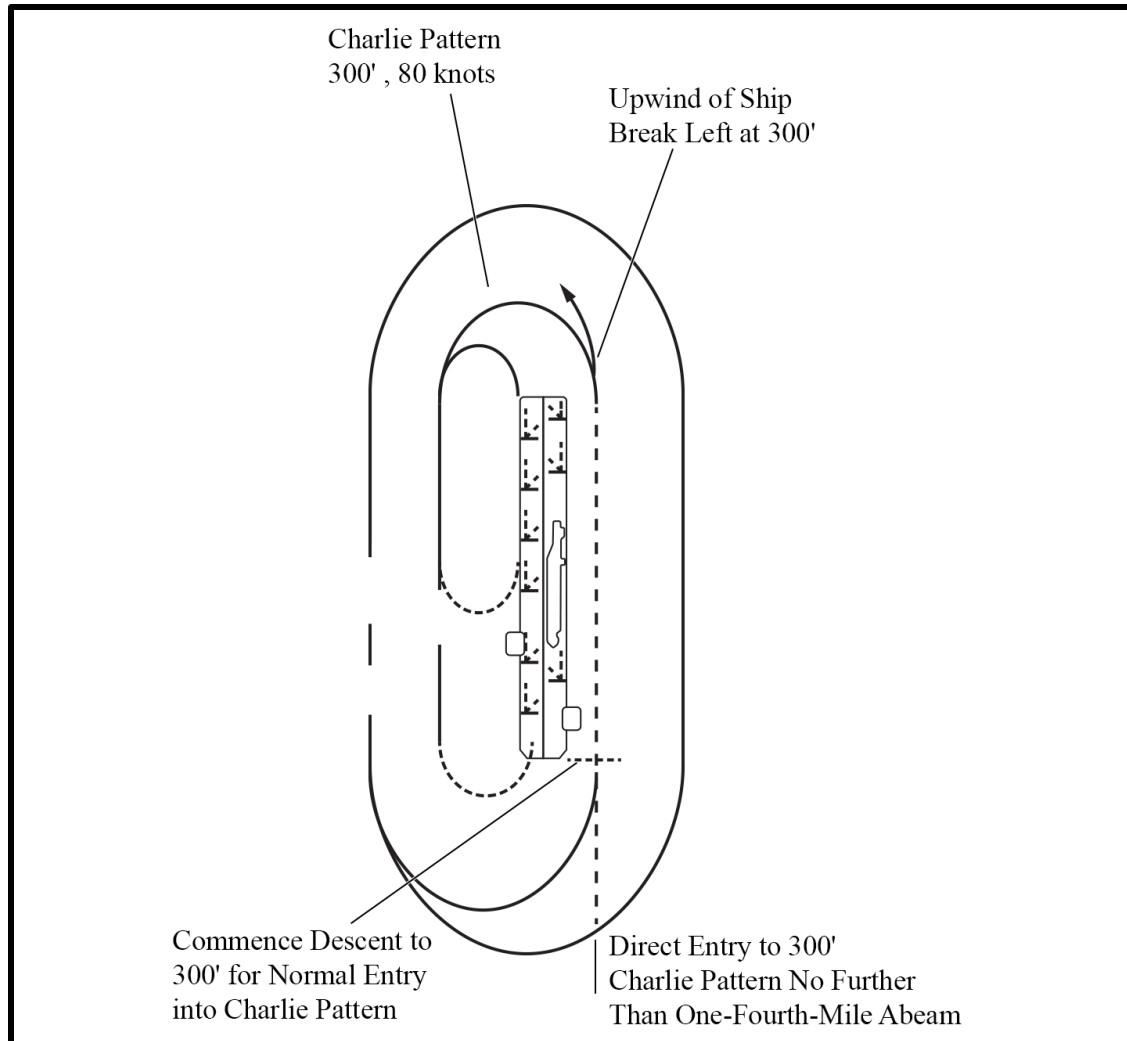 Charlie Pattern
300' , 80 knots
Upwind of Ship
Break Left at 300'
Commence Descent to
300' for Normal Entry
into Charlie Pattern
Direct Entry to 300'
Charlie Pattern No Further
Than One-Fourth-Mile Abeam